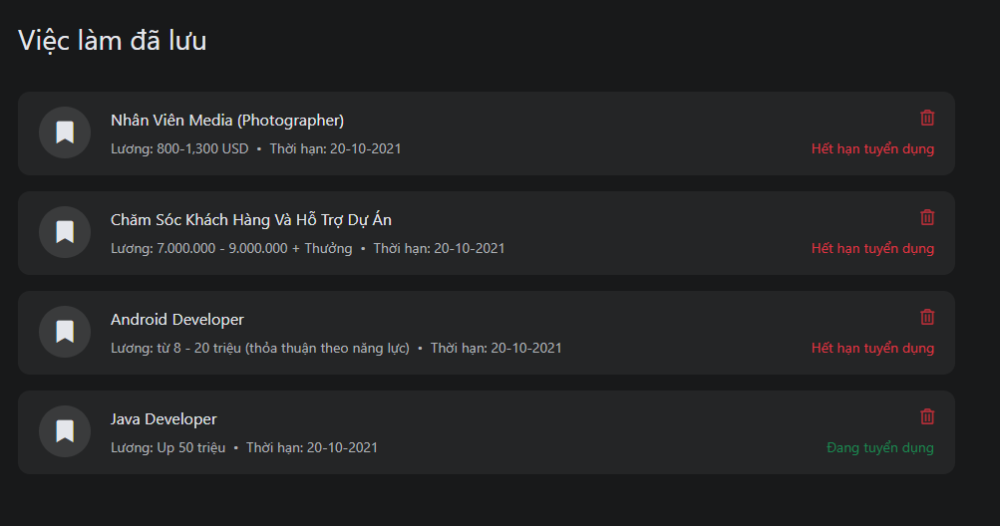 Việc làm đã lưu
Nhân Viên Media (Photographer)
Lương: 800-1,300 USD • Thời hạn: 20-10-2021
Hết hạn tuyển dụng
Chăm Sóc Khách Hàng Và Hỗ Trợ Dự Án
Lương: 7.000.000 - 9.000.000 + Thưởng • Thời hạn: 20-10-2021
Hết hạn tuyển dụng
Android Developer
Lương: từ 8 - 20 triệu (thỏa thuận theo năng lực) • Thời hạn: 20-10-2021
Hết hạn tuyển dụng
Java Developer
Lương: Up 50 triệu • Thời hạn: 20-10-2021
Đang tuyển dụng